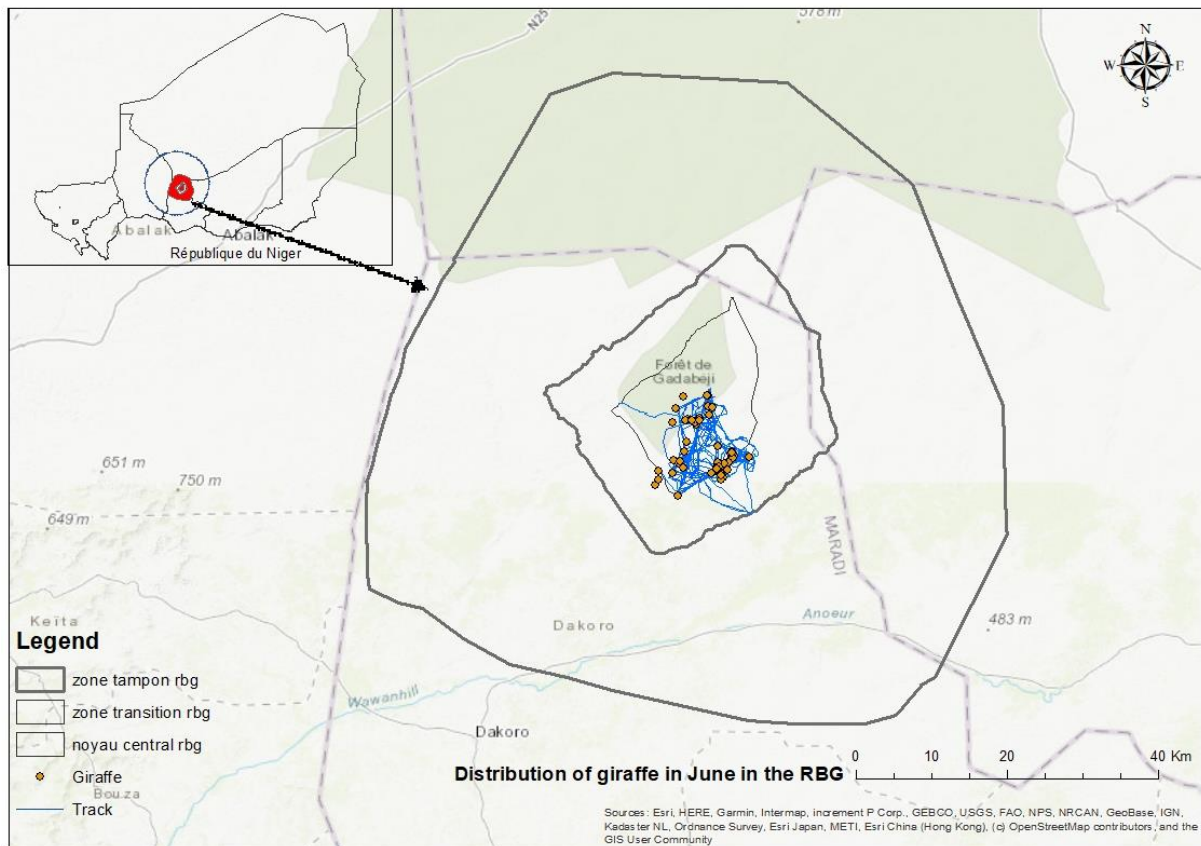 N25
578 m
N
W E
S
Abalak
Abalak
République du Niger
Forêt de
Gadabéji
651 m
750 m
649 m
MARADI
Keïta
Dakoro
Anoeur
483 m
Legend
zone tampon rbg
zone transition rbg
noyau central rbg
Giraffe
Track
Wawanhill
Dakoro
Bouza
Distribution of giraffe in June in the RBG
0 10 20 40 Km
Sources: Esri, HERE, Garmin, Intermap, increment P Corp., GEBCO, USGS, FAO, NPS, NRCAN, GeoBase, IGN,
Kadaster NL, Ordnance Survey, Esri Japan, METI, Esri China (Hong Kong), (c) OpenStreetMap contributors, and the
GIS User Community